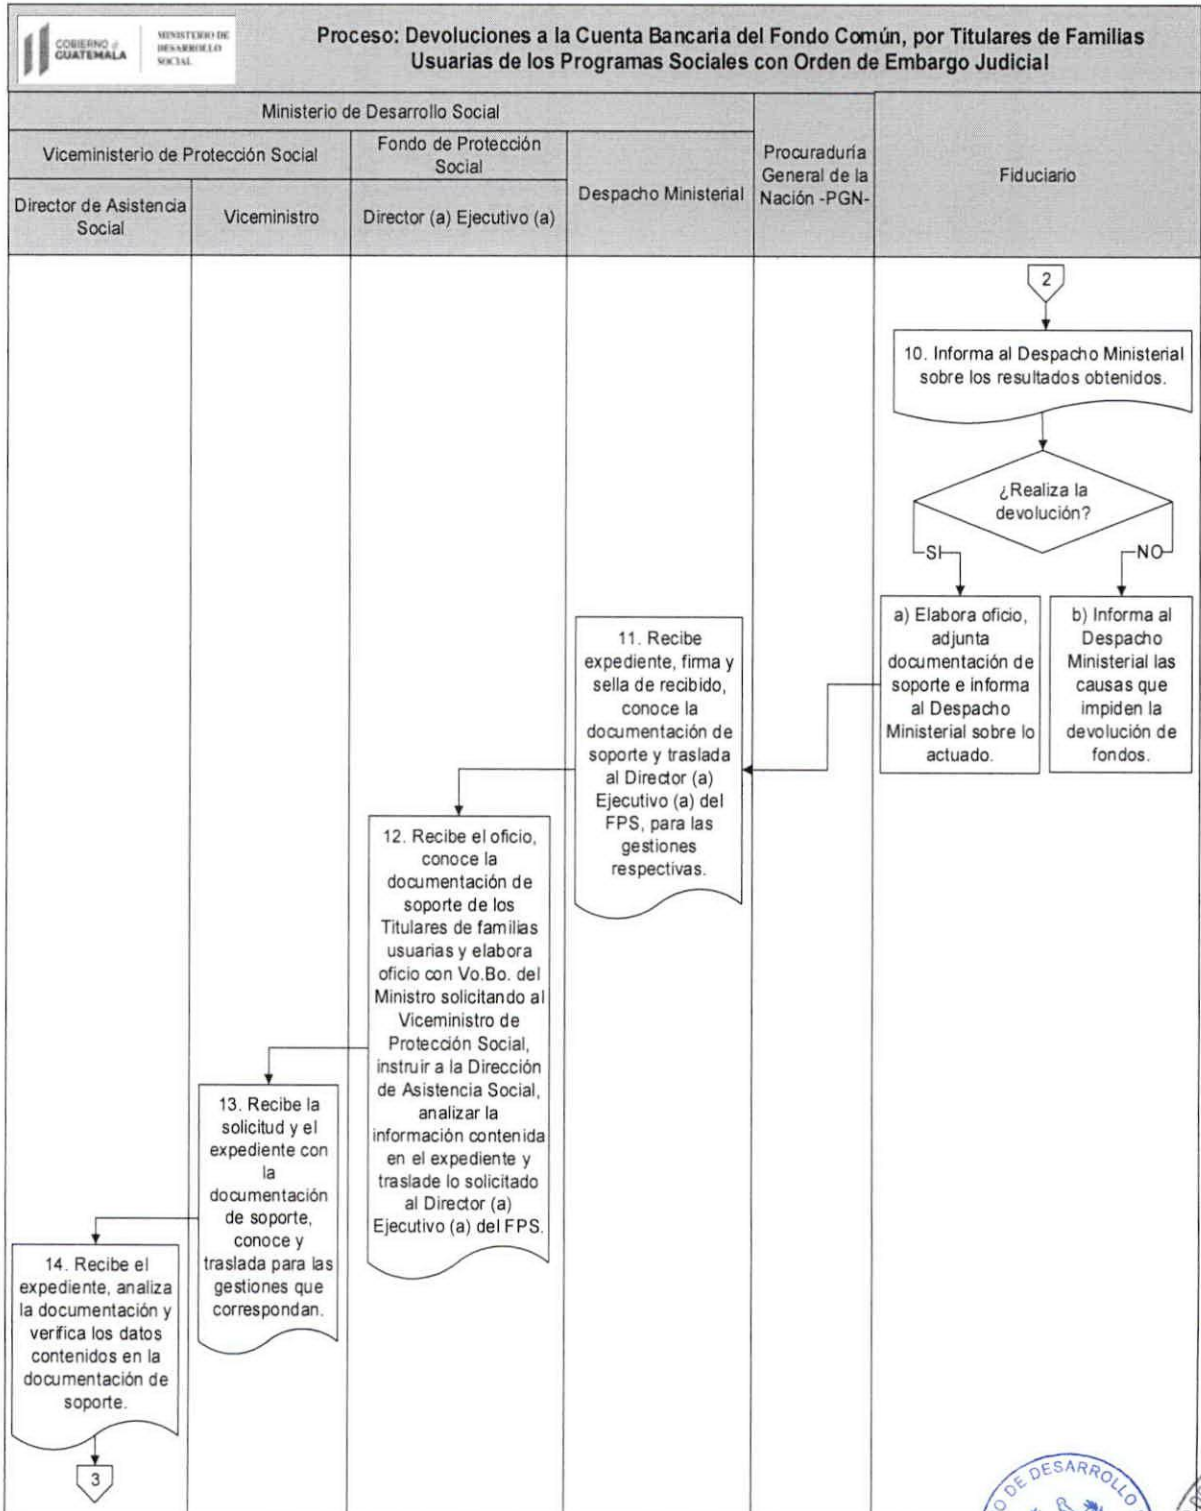 GOBIERNO de
GUATEMALA
MINISTERIO DE
DESARROLLO
SOCIAL
Proceso: Devoluciones a la Cuenta Bancaria del Fondo Común, por Titulares de Familias
Usuarias de los Programas Sociales con Orden de Embargo Judicial
Ministerio de Desarrollo Social
Viceministerio de Protección Social
Fondo de Protección
Social
Despacho Ministerial
Procuraduría
General de la
Nación -PGN-
Fiduciario
Director de Asistencia
Social
Viceministro
Director (a) Ejecutivo (a)
2
10. Informa al Despacho Ministerial
sobre los resultados obtenidos.
¿Realiza la
devolución?
SI
NO
a) Elabora oficio,
adjunta
documentación de
soporte e informa
al Despacho
Ministerial sobre lo
actuado.
b) Informa al
Despacho
Ministerial las
causas que
impiden la
devolución de
fondos.
11. Recibe
expediente, firma y
sella de recibido,
conoce la
documentación de
soporte y traslada
al Director (a)
Ejecutivo (a) del
FPS, para las
gestiones
respectivas.
12. Recibe el oficio,
conoce la
documentación de
soporte de los
Titulares de familias
usuarias y elabora
oficio con Vo.Bo. del
Ministro solicitando al
Viceministro de
Protección Social,
instruir a la Dirección
de Asistencia Social,
analizar la
información contenida
en el expediente y
traslade lo solicitado
al Director (a)
Ejecutivo (a) del FPS.
13. Recibe la
solicitud y el
expediente con
la
documentación
de soporte,
conoce y
traslada para las
gestiones que
correspondan.
14. Recibe el
expediente, analiza
la documentación y
verifica los datos
contenidos en la
documentación de
soporte.
3
DE DESARROLLO